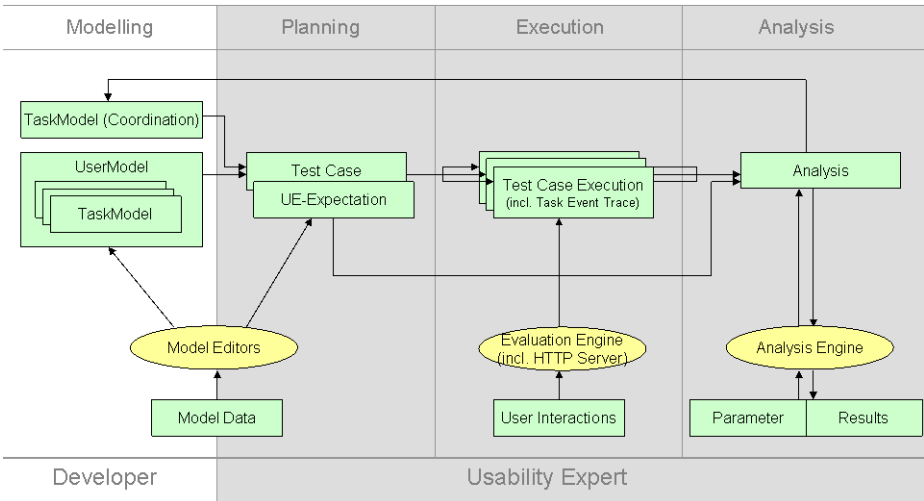 Modelling
Planning
Execution
Analysis
TaskModel (Coordination)
UserModel
TaskModel
Test Case
UE-Expectation
Test Case Execution
(incl. Task Event Trace)
Analysis
Model Editors
Evaluation Engine
(incl. HTTP Server)
Analysis Engine
Model Data
User Interactions
Parameter
Results
Developer
Usability Expert